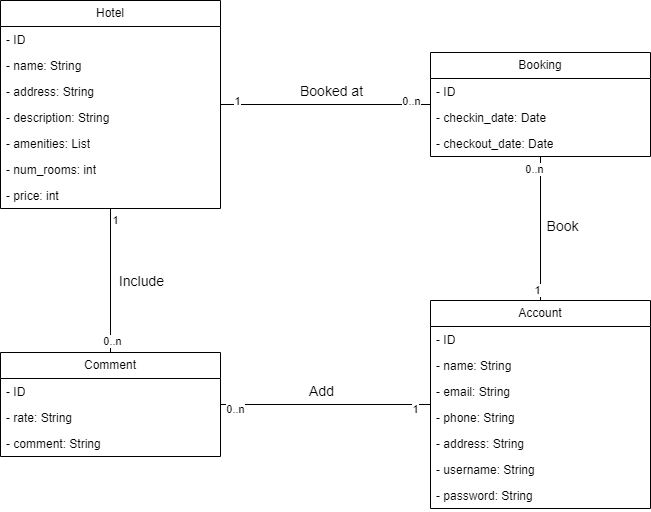 Hotel
- ID
- name: String
- address: String
- description: String
- amenities: List
- num_rooms: int
- price: int
1
Booked at
0..n
Booking
- ID
- checkin_date: Date
- checkout_date: Date
0..n
Book
1
1
Include
0..n
Comment
- ID
- rate: String
- comment: String
0..n
Add
1
Account
- ID
- name: String
- email: String
- phone: String
- address: String
- username: String
- password: String